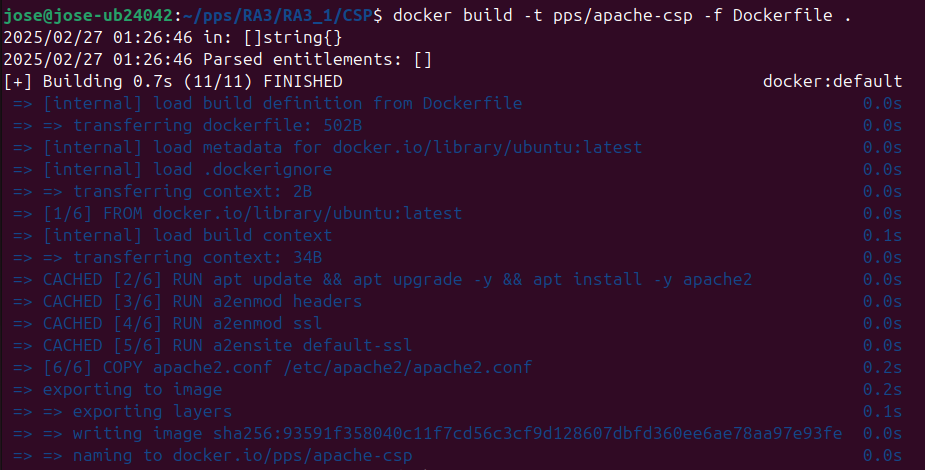 jose@jose-ub24042:~/pps/RA3/RA3_1/CSP$ docker build -t pps/apache-csp -f Dockerfile .
2025/02/27 01:26:46 in: []string{}
2025/02/27 01:26:46 Parsed entitlements: []
[+] Building 0.7s (11/11) FINISHED docker:default
=> [internal] load build definition from Dockerfile 0.0s
=> => transferring dockerfile: 502B 0.0s
=> [internal] load metadata for docker.io/library/ubuntu:latest 0.0s
=> [internal] load .dockerignore 0.0s
=> => transferring context: 2B 0.0s
=> [1/6] FROM docker.io/library/ubuntu:latest 0.0s
=> [internal] load build context 0.1s
=> => transferring context: 34B 0.0s
=> CACHED [2/6] RUN apt update && apt upgrade -y && apt install -y apache2 0.0s
=> CACHED [3/6] RUN a2enmod headers 0.0s
=> CACHED [4/6] RUN a2enmod ssl 0.0s
=> CACHED [5/6] RUN a2ensite default-ssl 0.0s
=> [6/6] COPY apache2.conf /etc/apache2/apache2.conf 0.2s
=> exporting to image 0.2s
=> => exporting layers 0.1s
=> => writing image sha256:93591f358040c11f7cd56c3cf9d128607dbfd360ee6ae78aa97e93fe 0.0s
=> => naming to docker.io/pps/apache-csp 0.0s